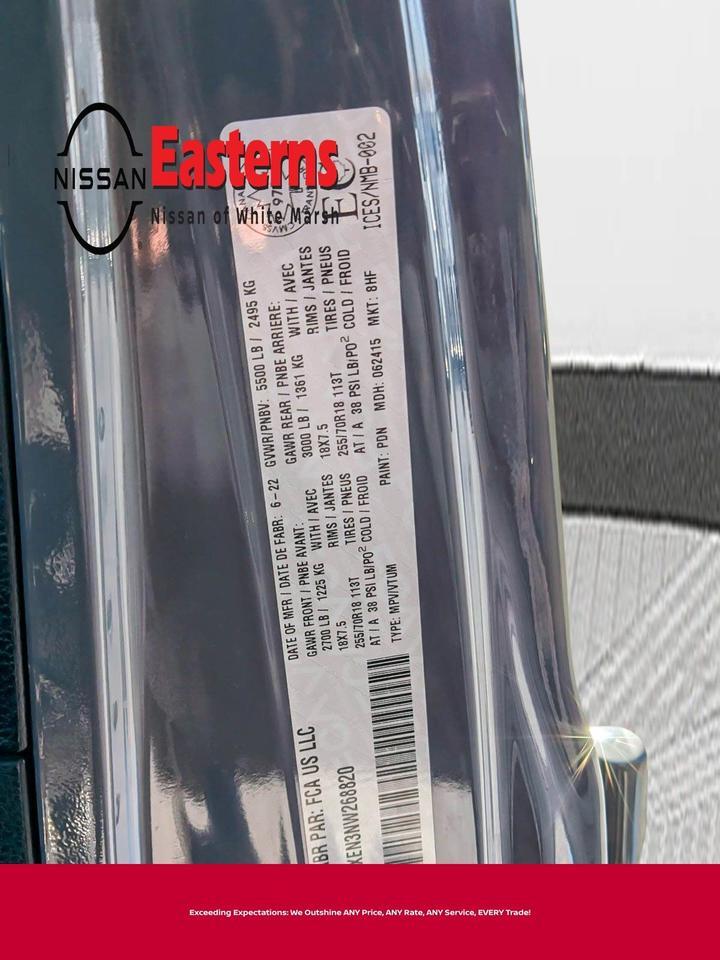 NISSAN
Easterns
Nissan of White Marsh
ICES/NMB-002
DATE OF MFR / DATE DE FABR: 6-22 GVWR/PNBV: 5500 LB / 2495 KG
GAWR FRONT / PNBE AVANT: GAWR REAR / PNBE ARRIERE:
2700 LB / 1225 KG WITH / AVEC 3000 LB / 1361 KG WITH / AVEC
18X7.5 RIMS / JANTES 18X7.5 RIMS / JANTES
255/70R18 113T TIRES / PNEUS 255/70R18 113T TIRES / PNEUS
AT / A 38 PSI LB/PO² COLD / FROID AT / A 38 PSI LB/PO² COLD / FROID
TYPE: MPV/VTUM PAINT: PDN MDH: 062415 MKT: 8HF
ABR PAR: FCA US LLC
XEN3NW268820
Exceeding Expectations: We Outshine ANY Price, ANY Rate, ANY Service, EVERY Trade!